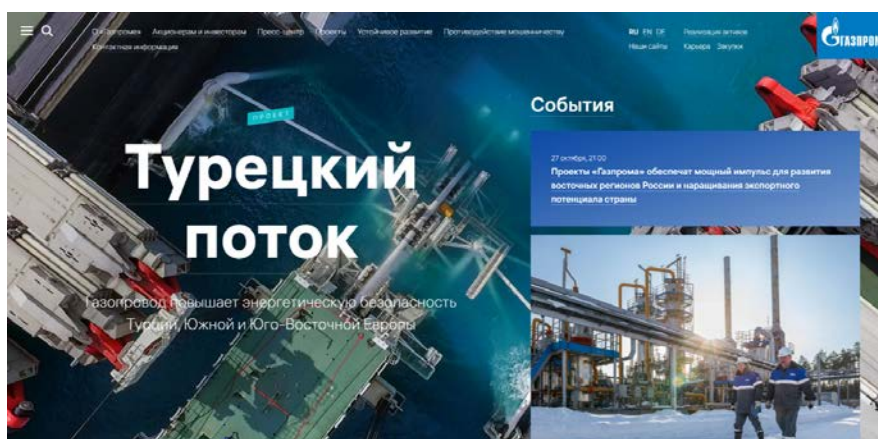 О «Газпроме» Акционерам и инвесторам Пресс-центр Проекты Устойчивое развитие Противодействие мошенничеству
Контактная информация
RU EN DE
Наши сайты
Реализация активов
Карьера Закупки
ГАЗПРОМ
ПРОЕКТ
Турецкий
поток
Газопровод повышает энергетическую безопасность
Турции, Южной и Юго-Восточной Европы
События
27 октября, 21:00
Проекты «Газпрома» обеспечат мощный импульс для развития
восточных регионов России и наращивания экспортного
потенциала страны